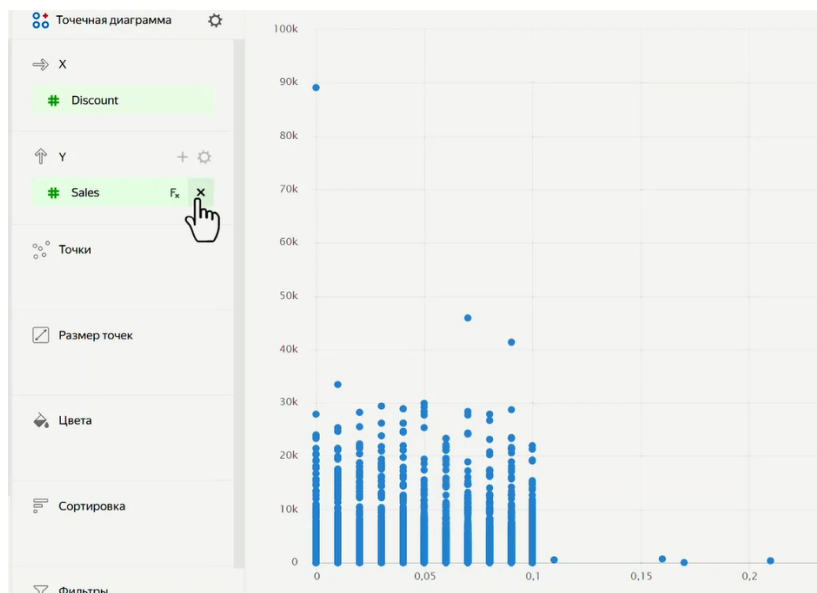 Точечная диаграмма
X
# Discount
Y
# Sales Fx ×
Точки
Размер точек
Цвета
Сортировка
Фильтры
100k
90k
80k
70k
60k
50k
40k
30k
20k
10k
0
0 0,05 0,1 0,15 0,2